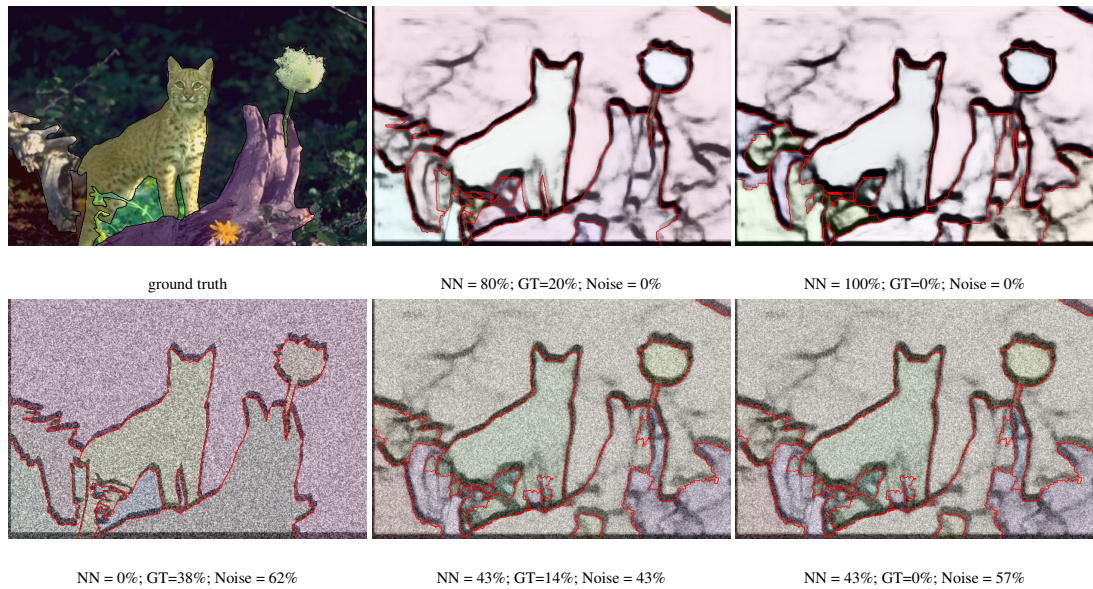 ground truth
NN = 80%; GT=20%; Noise = 0%
NN = 100%; GT=0%; Noise = 0%
NN = 0%; GT=38%; Noise = 62%
NN = 43%; GT=14%; Noise = 43%
NN = 43%; GT=0%; Noise = 57%